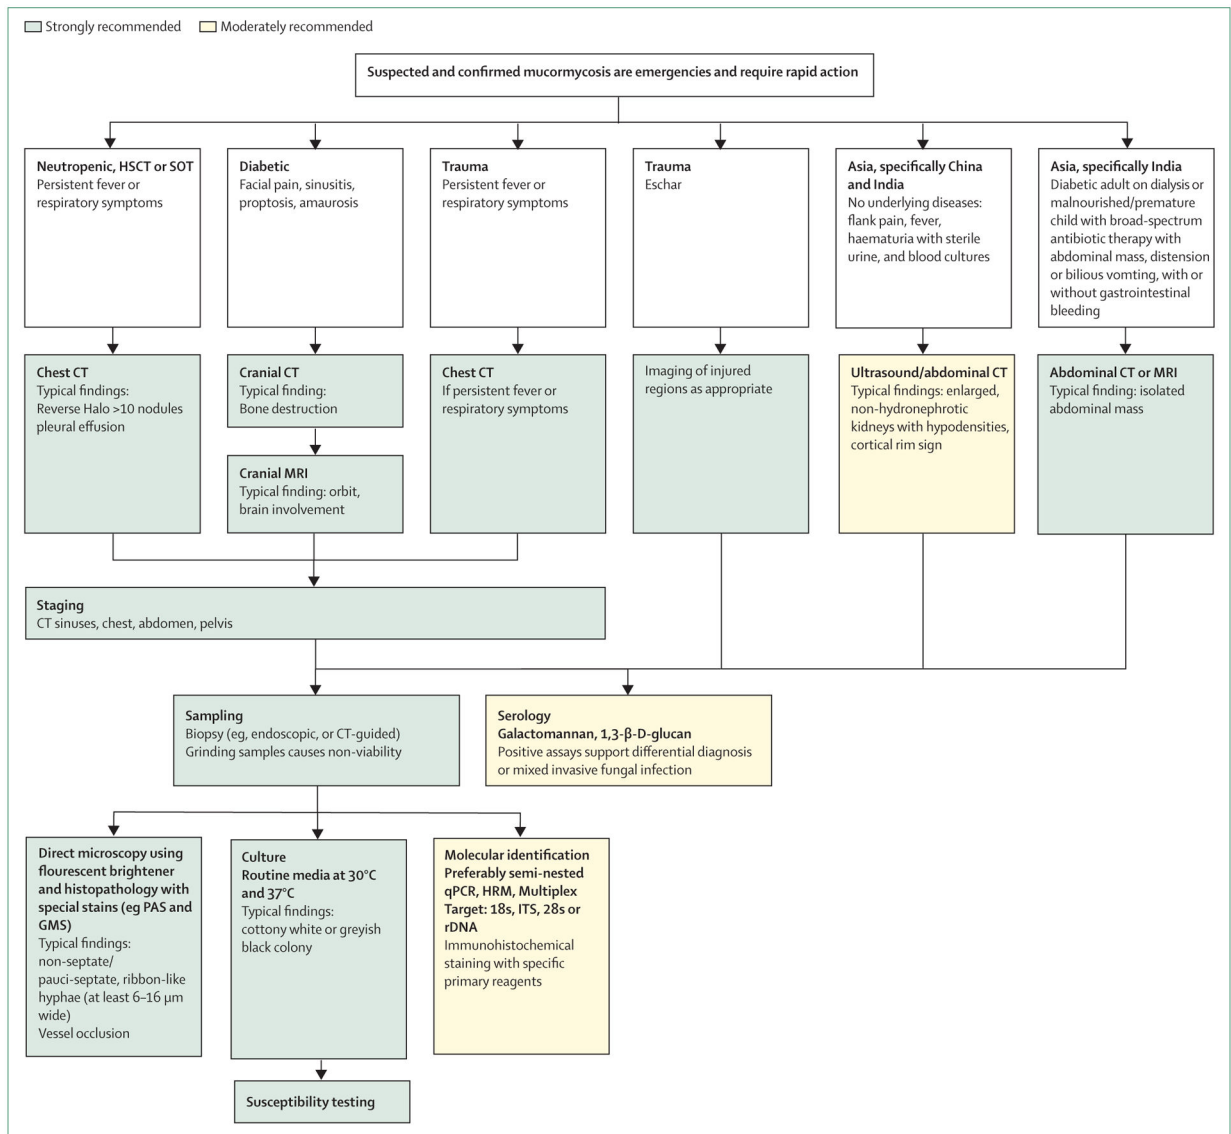 Strongly recommended
Moderately recommended
Suspected and confirmed mucormycosis are emergencies and require rapid action
Neutropenic, HSCT or SOT
Persistent fever or
respiratory symptoms
Diabetic
Facial pain, sinusitis,
proptosis, amaurosis
Trauma
Persistent fever or
respiratory symptoms
Trauma
Eschar
Asia, specifically China
and India
No underlying diseases:
flank pain, fever,
haematuria with sterile
urine, and blood cultures
Asia, specifically India
Diabetic adult on dialysis or
malnourished/premature
child with broad-spectrum
antibiotic therapy with
abdominal mass, distension
or bilious vomting, with or
without gastrointestinal
bleeding
Chest CT
Typical findings:
Reverse Halo >10 nodules
pleural effusion
Cranial CT
Typical finding:
Bone destruction
Cranial MRI
Typical finding: orbit,
brain involvement
Chest CT
If persistent fever or
respiratory symptoms
Imaging of injured
regions as appropriate
Ultrasound/abdominal CT
Typical findings: enlarged,
non-hydronephrotic
kidneys with hypodensities,
cortical rim sign
Abdominal CT or MRI
Typical finding: isolated
abdominal mass
Staging
CT sinuses, chest, abdomen, pelvis
Sampling
Biopsy (eg, endoscopic, or CT-guided)
Grinding samples causes non-viability
Serology
Galactomannan, 1,3-β-D-glucan
Positive assays support differential diagnosis
or mixed invasive fungal infection
Direct microscopy using
flourescent brightener
and histopathology with
special stains (eg PAS and
GMS)
Typical findings:
non-septate/
pauci-septate, ribbon-like
hyphae (at least 6–16 µm
wide)
Vessel occlusion
Culture
Routine media at 30°C
and 37°C
Typical findings:
cottony white or greyish
black colony
Molecular identification
Preferably semi-nested
qPCR, HRM, Multiplex
Target: 18s, ITS, 28s or
rDNA
Immunohistochemical
staining with specific
primary reagents
Susceptibility testing